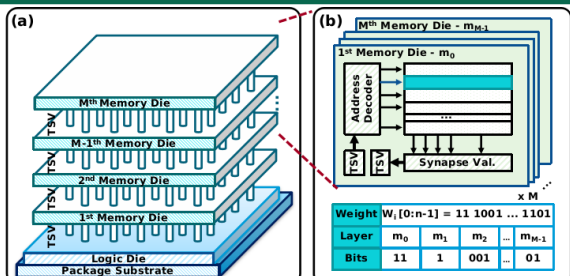 (a)
TSV
Mth Memory Die
TSV
M-1th Memory Die
TSV
2nd Memory Die
TSV
1st Memory Die
Logic Die
Package Substrate
(b)
Mth Memory Die - mM-1
1st Memory Die - m0
Address
Decoder
...
TSV
TSV
Synapse Val.
x M
...
Weight Wi [0:n-1] = 11 1001 ... 1101
Layer m0 m1 m2 ... mM-1
Bits 11 1 001 ... 01